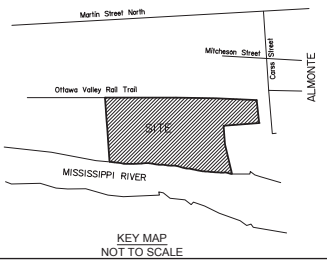 Martin Street North
Mitcheson Street
Carss Street
ALMONTE
Ottawa Valley Rail Trail
SITE
MISSISSIPPI RIVER
KEY MAP
NOT TO SCALE